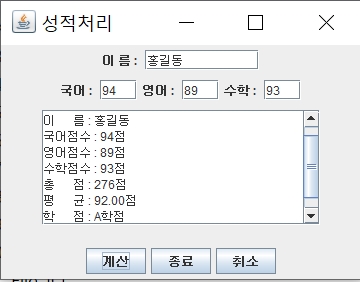 성적처리
이 름 : 홍길동
국어 : 94 영어 : 89 수학 : 93
이 름 : 홍길동
국어점수 : 94점
영어점수 : 89점
수학점수 : 93점
총 점 : 276점
평 균 : 92.00점
학 점 : A학점
계산 종료 취소